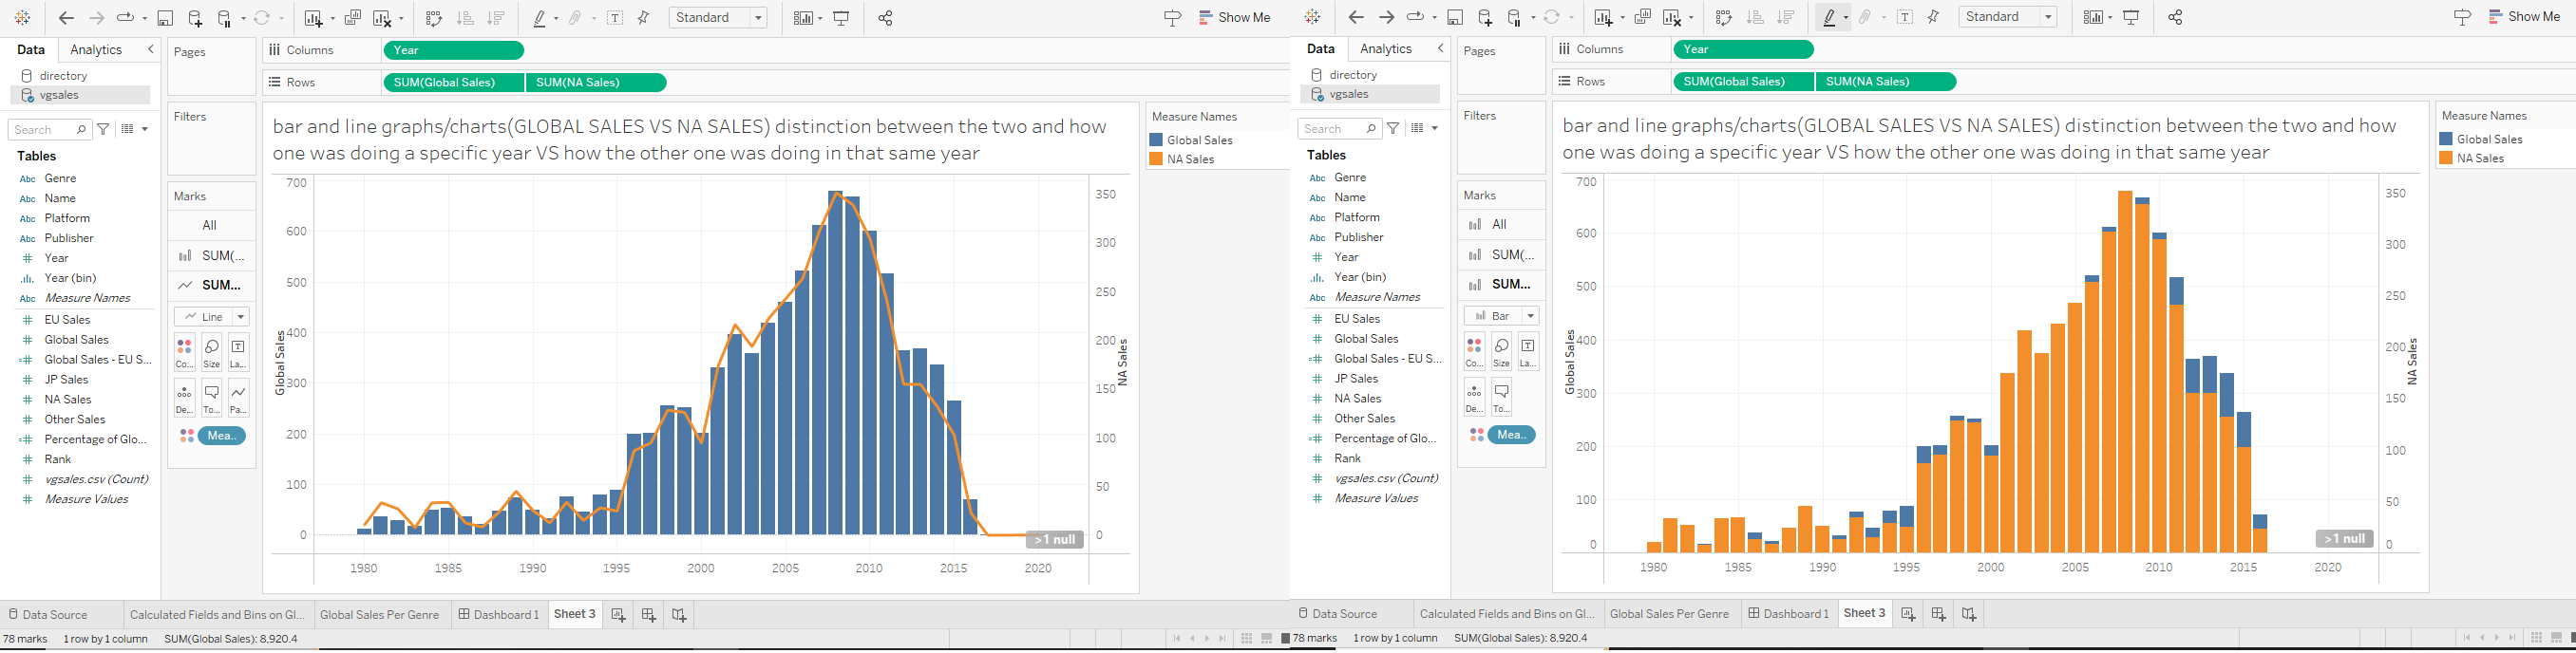 Standard
Show Me
Data
Analytics
directory
vgsales
Search
Tables
Abc Genre
Abc Name
Abc Platform
Abc Publisher
# Year
Year (bin)
Abc Measure Names
# EU Sales
# Global Sales
=# Global Sales - EU S...
# JP Sales
# NA Sales
# Other Sales
=# Percentage of Glo...
# Rank
# vgsales.csv (Count)
# Measure Values
Pages
Filters
Marks
All
SUM(...
SUM...
Line
Co...
Size
La...
De...
To...
Pa...
Mea..
Columns
Year
Rows
SUM(Global Sales)
SUM(NA Sales)
bar and line graphs/charts(GLOBAL SALES VS NA SALES) distinction between the two and how
one was doing a specific year VS how the other one was doing in that same year
700
600
500
400
300
200
100
0
Global Sales
350
300
250
200
150
100
50
0
NA Sales
>1 null
1980 1985 1990 1995 2000 2005 2010 2015 2020
Measure Names
Global Sales
NA Sales
Data Source
Calculated Fields and Bins on Gl...
Global Sales Per Genre
Dashboard 1
Sheet 3
78 marks 1 row by 1 column SUM(Global Sales): 8,920.4
Standard
Show Me
Data
Analytics
directory
vgsales
Search
Tables
Abc Genre
Abc Name
Abc Platform
Abc Publisher
# Year
Year (bin)
Abc Measure Names
# EU Sales
# Global Sales
=# Global Sales - EU S...
# JP Sales
# NA Sales
# Other Sales
=# Percentage of Glo...
# Rank
# vgsales.csv (Count)
# Measure Values
Pages
Filters
Marks
All
SUM(...
SUM...
Bar
Co...
Size
La...
De...
To...
Mea..
Columns
Year
Rows
SUM(Global Sales)
SUM(NA Sales)
bar and line graphs/charts(GLOBAL SALES VS NA SALES) distinction between the two and how
one was doing a specific year VS how the other one was doing in that same year
700
600
500
400
300
200
100
0
Global Sales
350
300
250
200
150
100
50
0
NA Sales
>1 null
1980 1985 1990 1995 2000 2005 2010 2015 2020
Measure Names
Global Sales
NA Sales
Data Source
Calculated Fields and Bins on Gl...
Global Sales Per Genre
Dashboard 1
Sheet 3
78 marks 1 row by 1 column SUM(Global Sales): 8,920.4